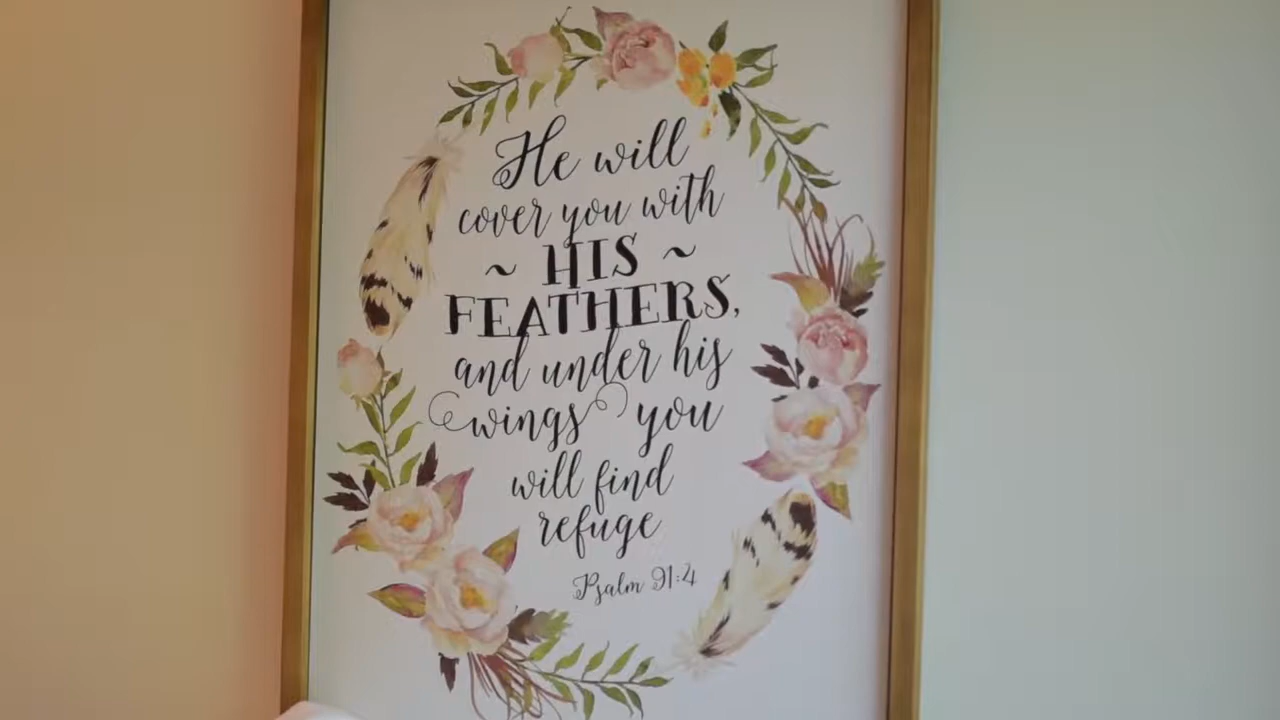 He will
cover you with
~ HIS ~
FEATHERS,
and under his
wings you
will find
refuge
Psalm 91:4